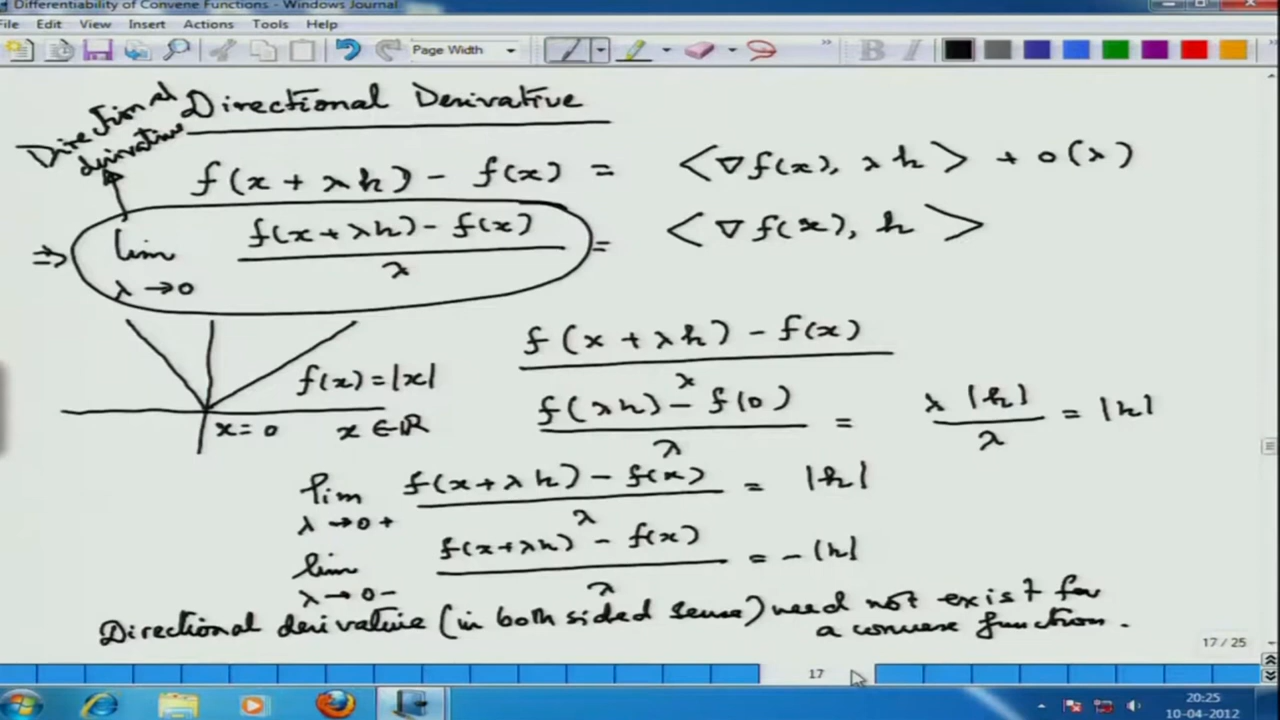 Differentiability of Convene Functions - Windows Journal
File Edit View Insert Actions Tools Help
Page Width
B I
Directional Derivative
Directional derivative
f(x + λh) - f(x) = <∇f(x), λh> + o(λ)
⇒ lim λ→0 f(x+λh) - f(x) / λ = <∇f(x), h>
f(x) = |x|
x = 0 x ∈ ℝ
f(x + λh) - f(x) / λ
f(λh) - f(0) / λ = λ|h| / λ = |h|
lim λ→0+ f(x+λh) - f(x) / λ = |h|
lim λ→0- f(x+λh) - f(x) / λ = -|h|
Directional derivative (in both sided sense) need not exist for
a convex function.
17 / 25
17
20:25
10-04-2012